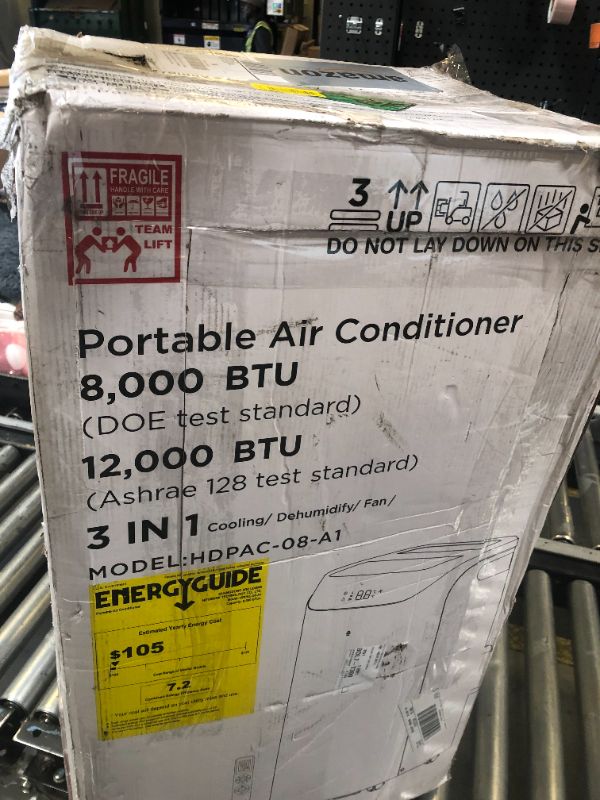 amazon
FRAGILE
HANDLE WITH CARE
TEAM
LIFT
3
UP
DO NOT LAY DOWN ON THIS S
Portable Air Conditioner
8,000 BTU
(DOE test standard)
12,000 BTU
(Ashrae 128 test standard)
3 IN 1 Cooling/ Dehumidify/ Fan/
MODEL:HDPAC-08-A1
ENERGYGUIDE
Estimated Yearly Energy Cost
$105
7.2
88